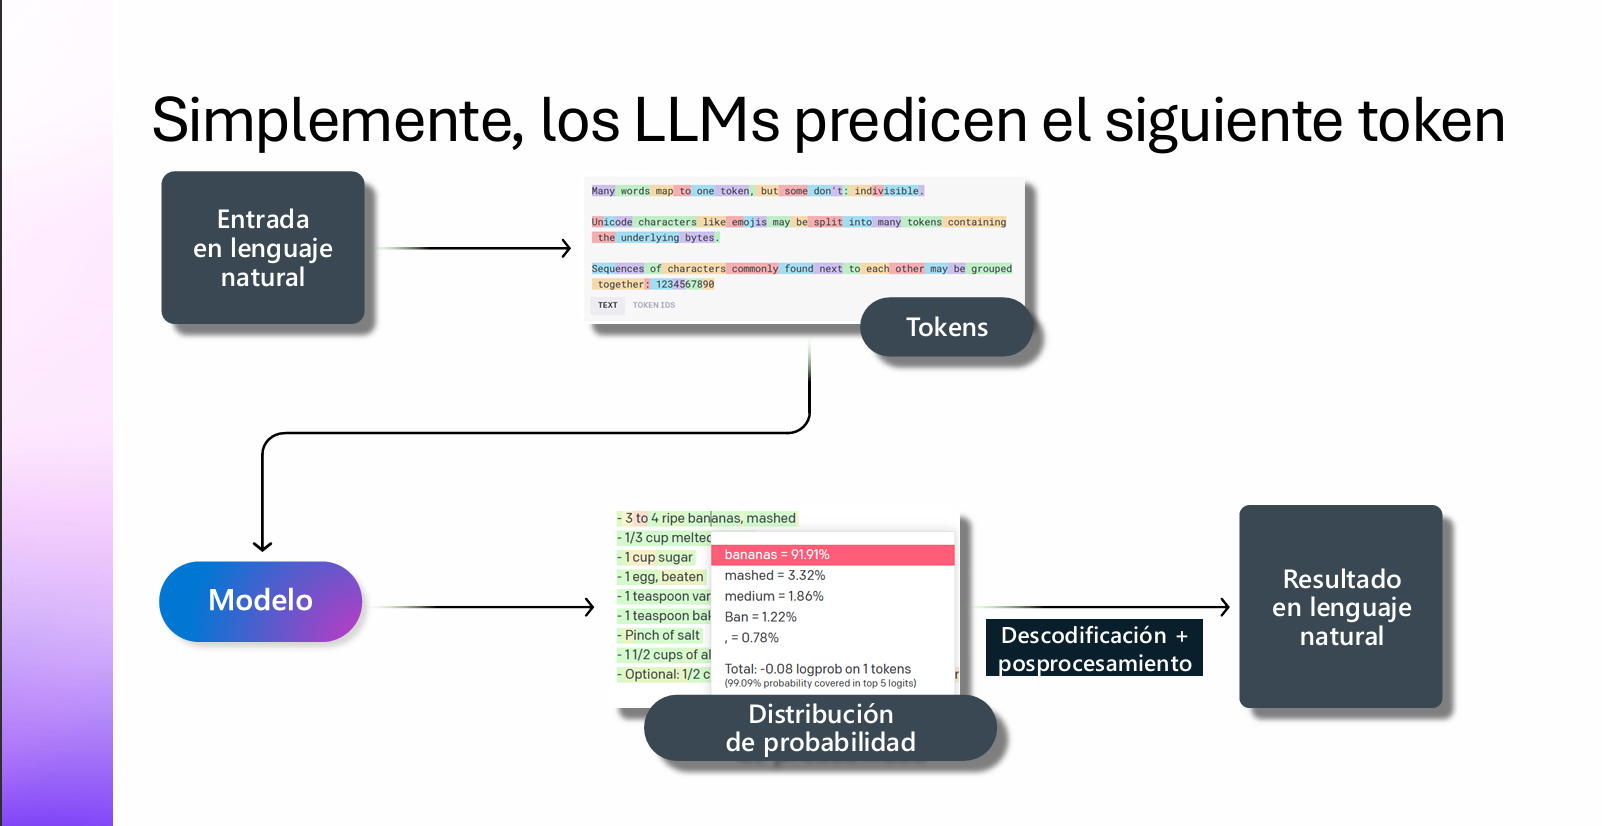 Simplemente, los LLMs predicen el siguiente token
Entrada
en lenguaje
natural
Many words map to one token, but some don't: indivisible.
Unicode characters like emojis may be split into many tokens containing
the underlying bytes.
Sequences of characters commonly found next to each other may be grouped
together: 1234567890
TEXT TOKEN IDS
Tokens
Modelo
- 3 to 4 ripe bananas, mashed
- 1/3 cup melted
- 1 cup sugar
- 1 egg, beaten
- 1 teaspoon van
- 1 teaspoon bak
- Pinch of salt
- 1 1/2 cups of al
- Optional: 1/2 c
bananas = 91.91%
mashed = 3.32%
medium = 1.86%
Ban = 1.22%
, = 0.78%
Total: -0.08 logprob on 1 tokens
(99.09% probability covered in top 5 logits)
Distribución
de probabilidad
Descodificación +
posprocesamiento
Resultado
en lenguaje
natural